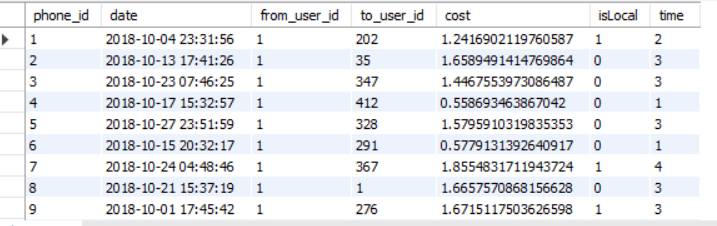 phone_id date from_user_id to_user_id cost isLocal time
1 2018-10-04 23:31:56 1 202 1.2416902119760587 1 2
2 2018-10-13 17:41:26 1 35 1.6589491414769864 0 3
3 2018-10-23 07:46:25 1 347 1.4467553973086487 0 3
4 2018-10-17 15:32:57 1 412 0.558693463867042 0 1
5 2018-10-27 23:51:59 1 328 1.5795910319835353 0 3
6 2018-10-15 20:32:17 1 291 0.5779131392640917 0 1
7 2018-10-24 04:48:46 1 367 1.8554831711943724 1 4
8 2018-10-21 15:37:19 1 1 1.6657570868156628 0 3
9 2018-10-01 17:45:42 1 276 1.6715117503626598 1 3